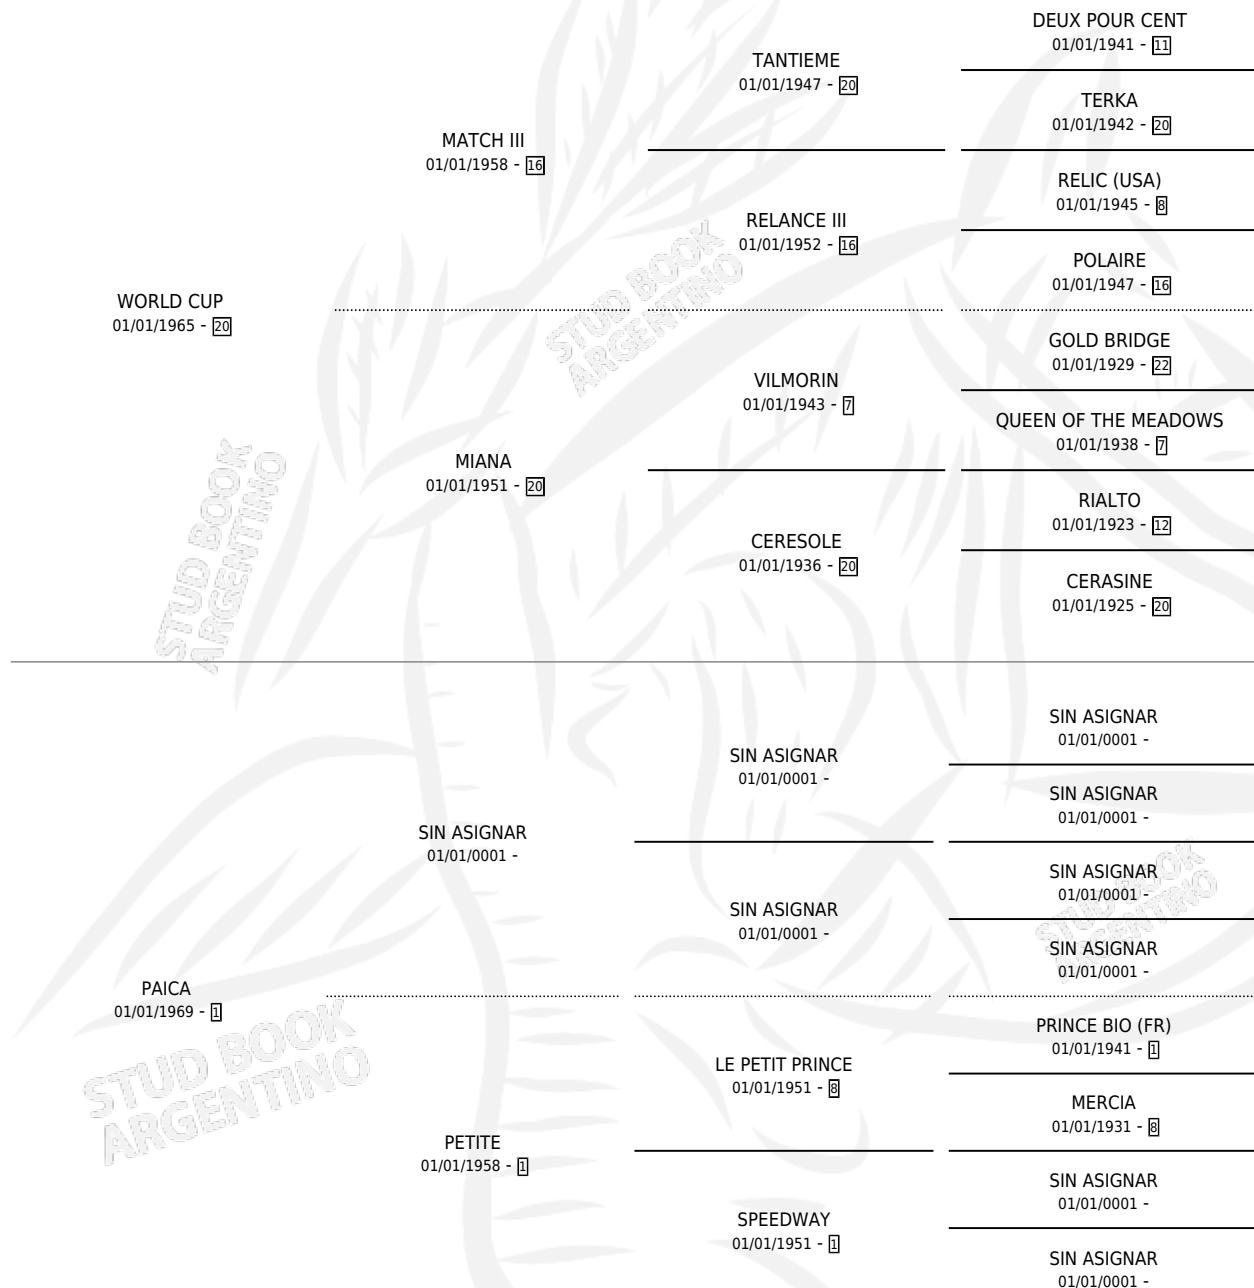 DEUX POUR CENT
01/01/1941 - 11
TANTIEME
01/01/1947 - 20
TERKA
01/01/1942 - 20
MATCH III
01/01/1958 - 16
RELIC (USA)
01/01/1945 - 8
RELANCE III
01/01/1952 - 16
POLAIRE
01/01/1947 - 16
WORLD CUP
01/01/1965 - 20
GOLD BRIDGE
01/01/1929 - 22
VILMORIN
01/01/1943 - 7
QUEEN OF THE MEADOWS
01/01/1938 - 7
MIANA
01/01/1951 - 20
RIALTO
01/01/1923 - 12
CERESOLE
01/01/1936 - 20
CERASINE
01/01/1925 - 20
SIN ASIGNAR
01/01/0001 -
SIN ASIGNAR
01/01/0001 -
SIN ASIGNAR
01/01/0001 -
SIN ASIGNAR
01/01/0001 -
SIN ASIGNAR
01/01/0001 -
SIN ASIGNAR
01/01/0001 -
SIN ASIGNAR
01/01/0001 -
PAICA
01/01/1969 - 1
PRINCE BIO (FR)
01/01/1941 - 1
LE PETIT PRINCE
01/01/1951 - 8
MERCIA
01/01/1931 - 8
PETITE
01/01/1958 - 1
SIN ASIGNAR
01/01/0001 -
SPEEDWAY
01/01/1951 - 1
SIN ASIGNAR
01/01/0001 -
STUD BOOK
ARGENTINO
STUD BOOK
ARGENTINO
STUD BOOK
ARGENTINO
STUD BOOK
ARGENTINO